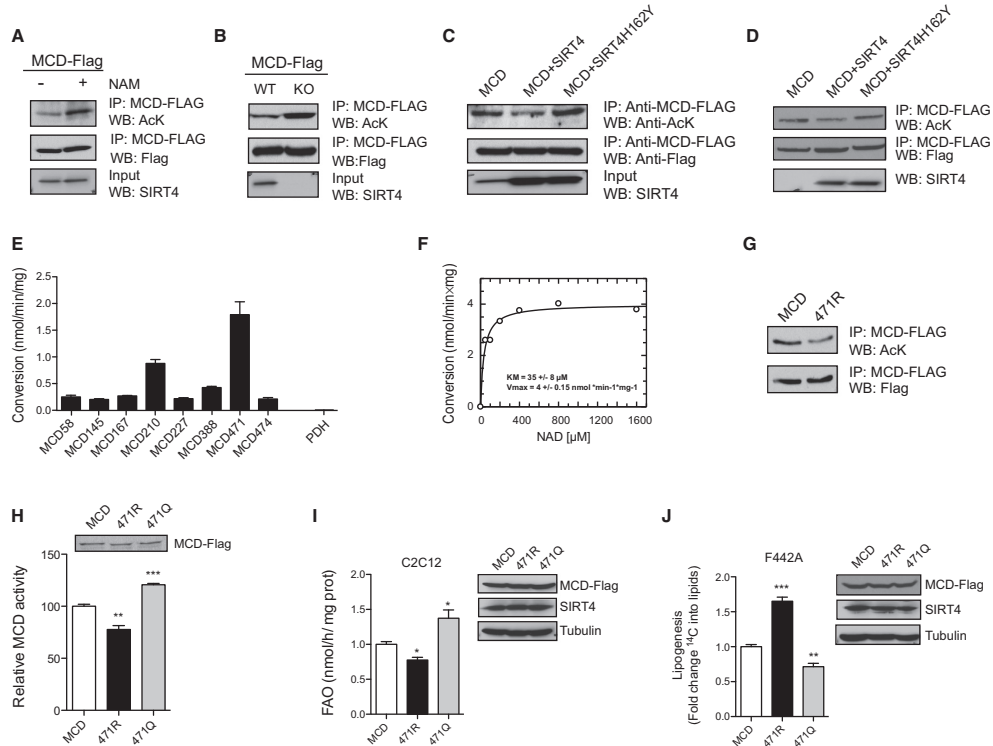 A
MCD-Flag
- + NAM
IP: MCD-FLAG
WB: AcK
IP: MCD-FLAG
WB: Flag
Input
WB: SIRT4
B
MCD-Flag
WT KO
IP: MCD-FLAG
WB: AcK
IP: MCD-FLAG
WB:Flag
Input
WB: SIRT4
C
MCD
MCD+SIRT4
MCD+SIRT4H162Y
IP: Anti-MCD-FLAG
WB: Anti-AcK
IP: Anti-MCD-FLAG
WB: Anti-Flag
Input
WB: SIRT4
D
MCD
MCD+SIRT4
MCD+SIRT4H162Y
IP: MCD-FLAG
WB: AcK
IP: MCD-FLAG
WB: Flag
WB: SIRT4
E
Conversion (nmol/min/mg)
2.5
2.0
1.5
1.0
0.5
0.0
MCD58
MCD145
MCD167
MCD210
MCD227
MCD388
MCD471
MCD474
PDH
F
Conversion (nmol/min×mg)
4
2
0
KM = 35 +/- 8 µM
Vmax = 4 +/- 0.15 nmol *min-1*mg-1
0 400 800 1200 1600
NAD [µM]
G
MCD
471R
IP: MCD-FLAG
WB: AcK
IP: MCD-FLAG
WB: Flag
H
MCD
471R
471Q
MCD-Flag
Relative MCD activity
150
100
50
0
**
***
MCD
471R
471Q
I
C2C12
FAO (nmol/h/ mg prot)
2.0
1.5
1.0
0.5
0.0
*
*
MCD
471R
471Q
MCD
471R
471Q
MCD-Flag
SIRT4
Tubulin
J
F442A
Lipogenesis
(Fold change 14C into lipids)
2.0
1.5
1.0
0.5
0.0
***
**
MCD
471R
471Q
MCD
471R
471Q
MCD-Flag
SIRT4
Tubulin